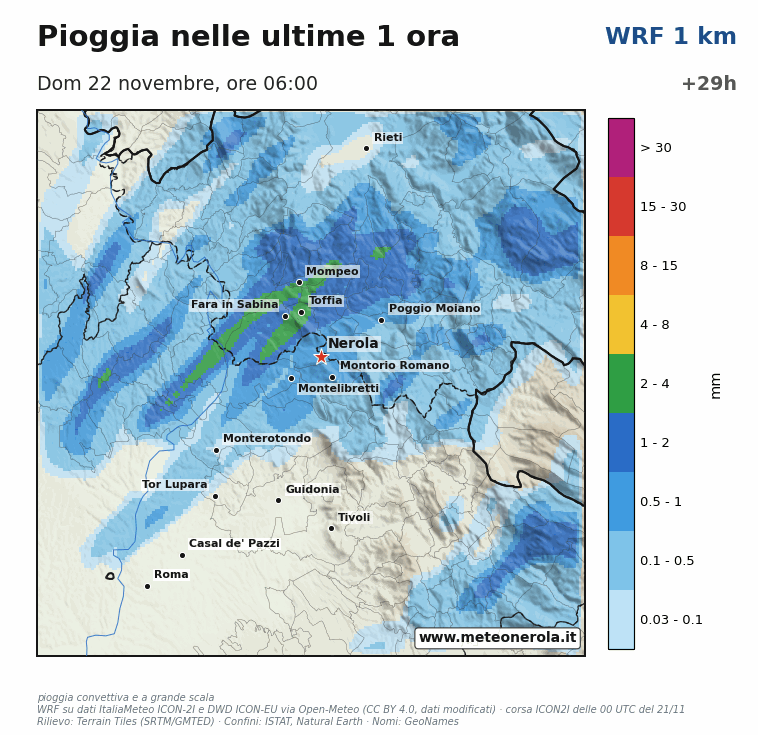 Pioggia nelle ultime 1 ora
WRF 1 km
Dom 22 novembre, ore 06:00
+29h
Rieti
Mompeo
Fara in Sabina
Toffia
Poggio Moiano
Nerola
Montorio Romano
Montelibretti
Monterotondo
Tor Lupara
Guidonia
Tivoli
Casal de' Pazzi
Roma
www.meteonerola.it
> 30
15 - 30
8 - 15
4 - 8
2 - 4
1 - 2
0.5 - 1
0.1 - 0.5
0.03 - 0.1
mm
pioggia convettiva e a grande scala
WRF su dati ItaliaMeteo ICON-2I e DWD ICON-EU via Open-Meteo (CC BY 4.0, dati modificati) · corsa ICON2I delle 00 UTC del 21/11
Rilievo: Terrain Tiles (SRTM/GMTED) · Confini: ISTAT, Natural Earth · Nomi: GeoNames